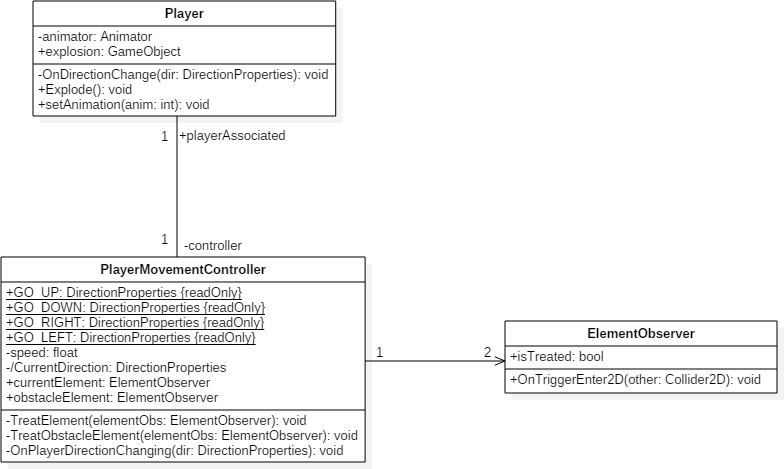 Player
-animator: Animator
+explosion: GameObject
-OnDirectionChange(dir: DirectionProperties): void
+Explode(): void
+setAnimation(anim: int): void
1
+playerAssociated
1
-controller
PlayerMovementController
+GO_UP: DirectionProperties {readOnly}
+GO_DOWN: DirectionProperties {readOnly}
+GO_RIGHT: DirectionProperties {readOnly}
+GO_LEFT: DirectionProperties {readOnly}
-speed: float
-/CurrentDirection: DirectionProperties
+currentElement: ElementObserver
+obstacleElement: ElementObserver
-TreatElement(elementObs: ElementObserver): void
-TreatObstacleElement(elementObs: ElementObserver): void
-OnPlayerDirectionChanging(dir: DirectionProperties): void
1
2
ElementObserver
+isTreated: bool
+OnTriggerEnter2D(other: Collider2D): void